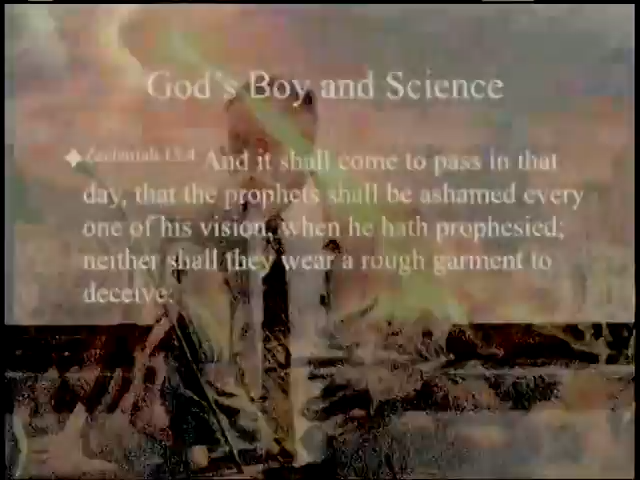 God's Boy and Science
Zechariah 13:4 And it shall come to pass in that
day, that the prophets shall be ashamed every
one of his vision, when he hath prophesied;
neither shall they wear a rough garment to
deceive: